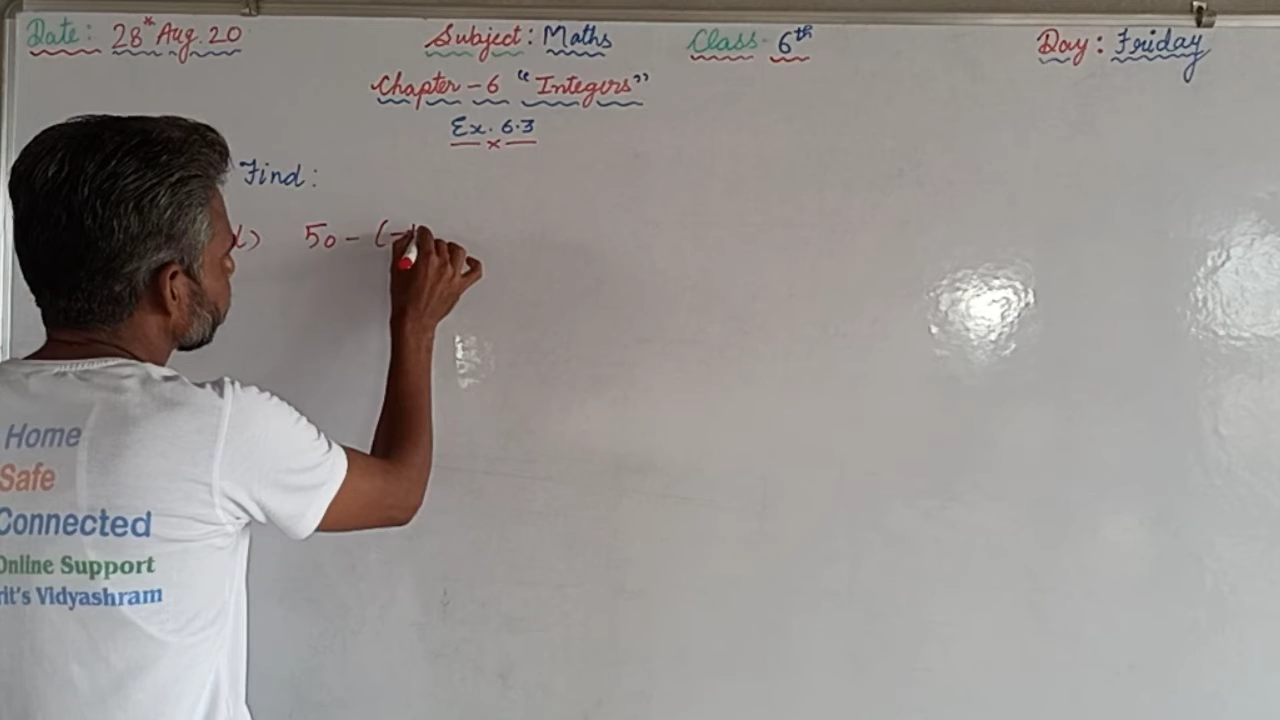 Date: 28th Aug. 20 Subject: Maths Class- 6th Day: Friday
Chapter - 6 "Integers"
Ex. 6.3
Find:
50 - (-
Home
Safe
Connected
Online Support
Vidyashram